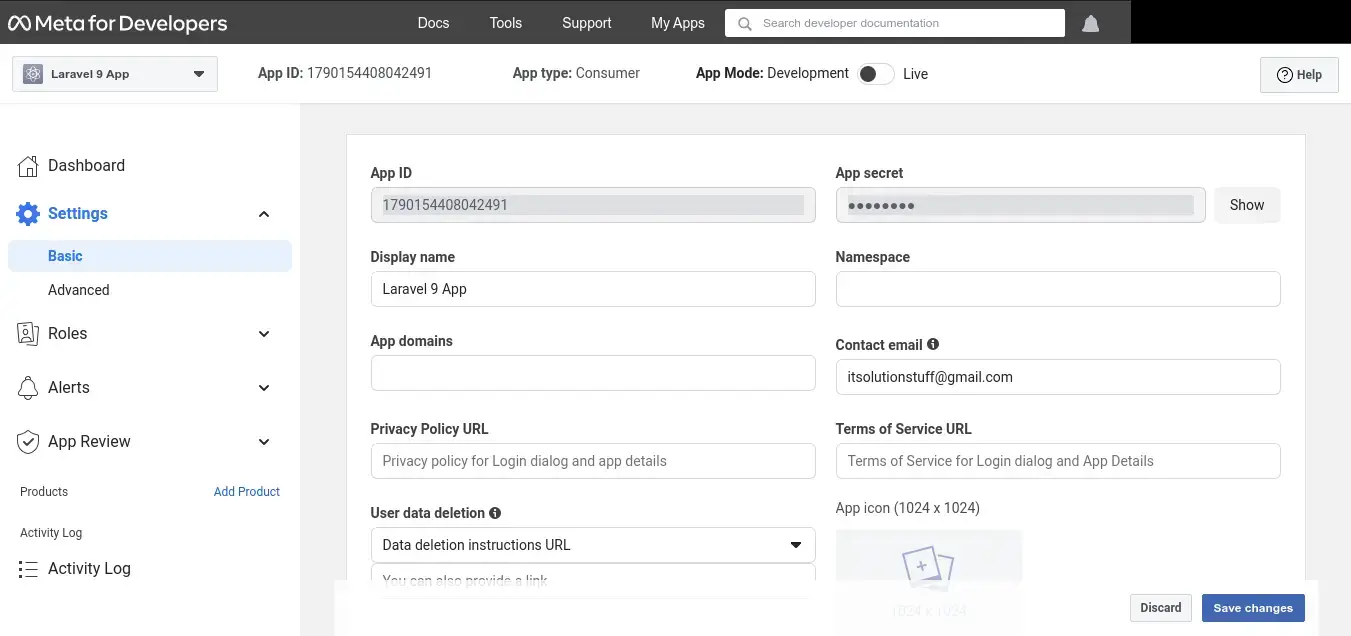 Meta for Developers
Docs Tools Support My Apps Search developer documentation
Laravel 9 App
App ID: 1790154408042491
App type: Consumer
App Mode: Development Live
Help
Dashboard
Settings
Basic
Advanced
Roles
Alerts
App Review
Products Add Product
Activity Log
Activity Log
App ID
1790154408042491
App secret
●●●●●●●● Show
Display name
Laravel 9 App
Namespace
App domains
Contact email
itsolutionstuff@gmail.com
Privacy Policy URL
Privacy policy for Login dialog and app details
Terms of Service URL
Terms of Service for Login dialog and App Details
User data deletion
Data deletion instructions URL
You can also provide a link
App icon (1024 x 1024)
1024 x 1024
Discard Save changes